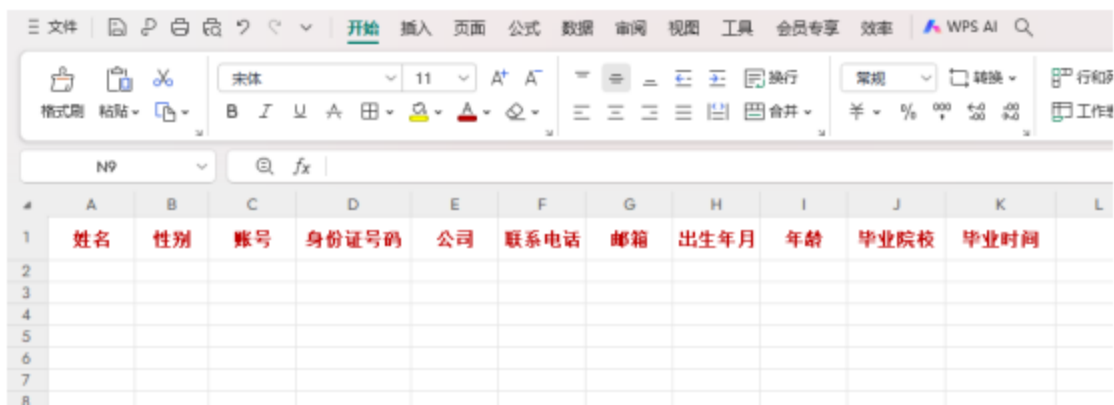 文件 开始 插入 页面 公式 数据 审阅 视图 工具 会员专享 效率 WPS AI
宋体 11 A+ A- 换行 常规 转换
格式刷 粘贴 B I U A A 合并 ¥ % 000
N9 fx
A B C D E F G H I J K L
1 姓名 性别 账号 身份证号码 公司 联系电话 邮箱 出生年月 年龄 毕业院校 毕业时间
2
3
4
5
6
7
8